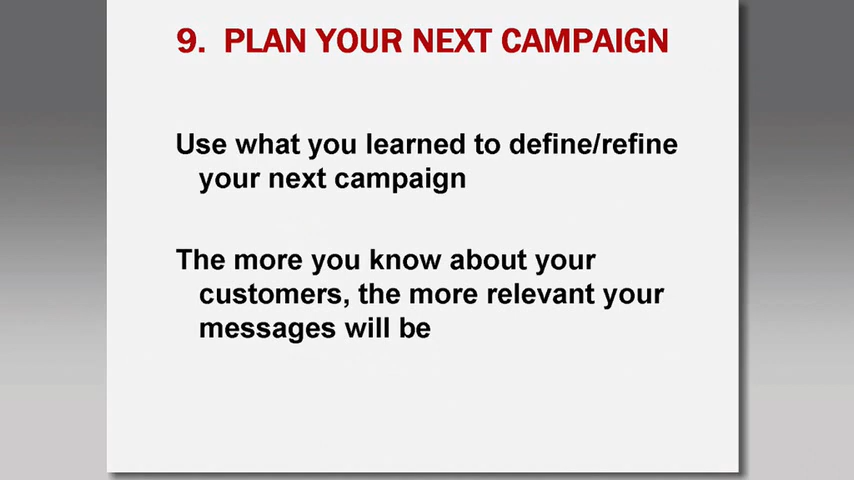 9. PLAN YOUR NEXT CAMPAIGN
Use what you learned to define/refine
your next campaign
The more you know about your
customers, the more relevant your
messages will be